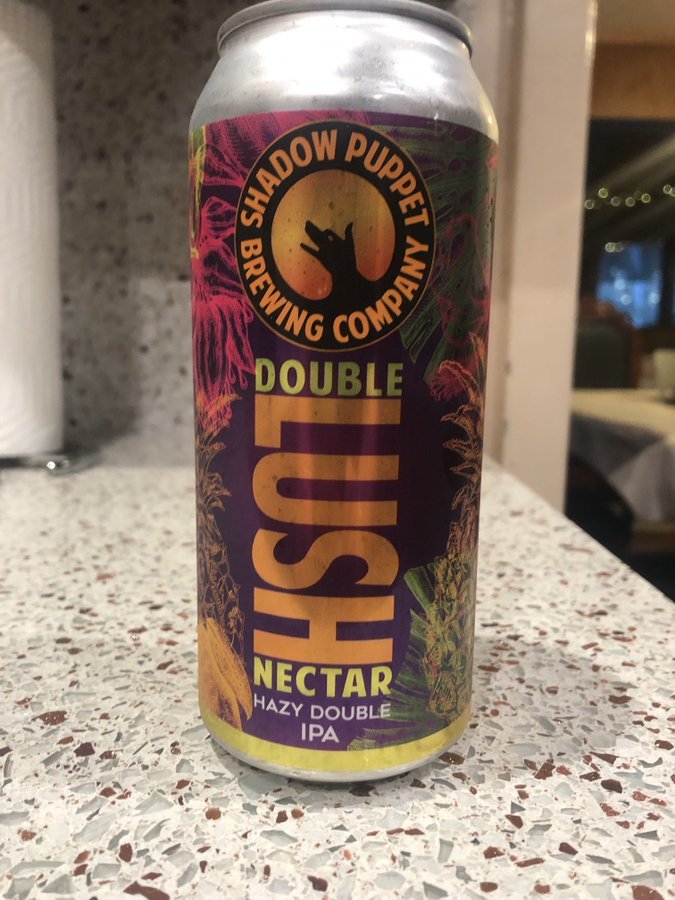 SHADOW PUPPET
BREWING COMPANY
DOUBLE
LUSH
NECTAR
HAZY DOUBLE
IPA